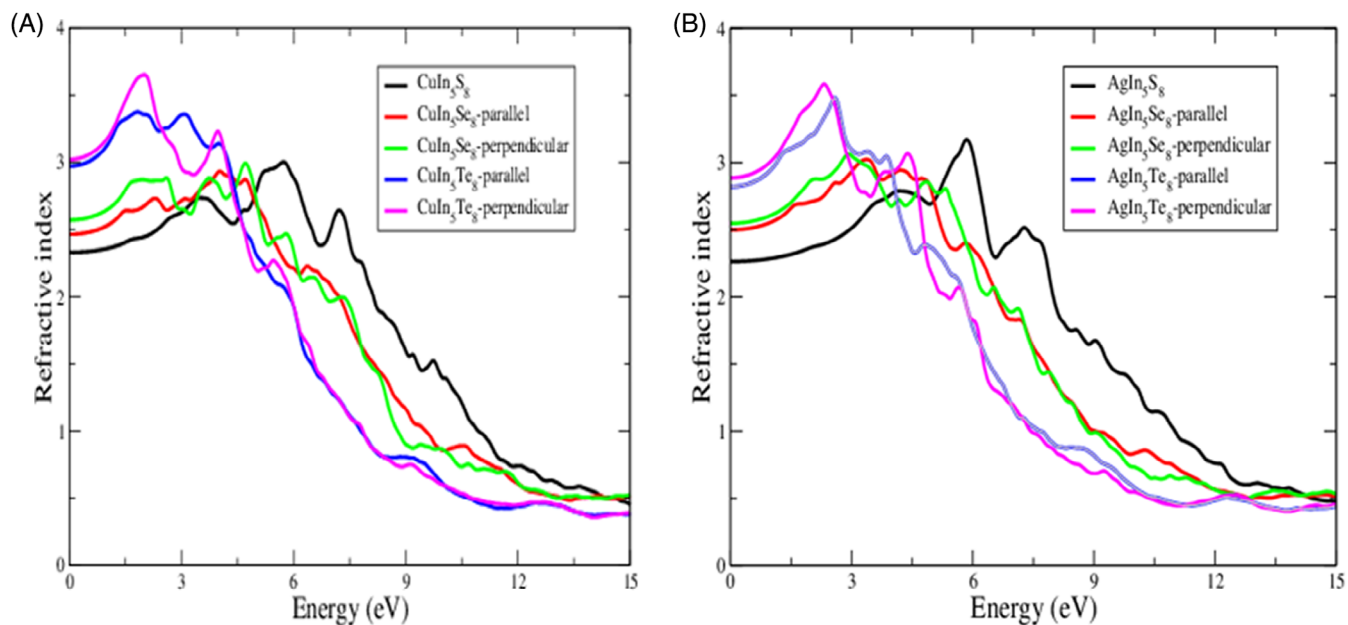 (A)
4
3
2
1
0
Refractive index
CuIn5S8
CuIn5Se8-parallel
CuIn5Se8-perpendicular
CuIn5Te8-parallel
CuIn5Te8-perpendicular
0 3 6 9 12 15
Energy (eV)
(B)
4
3
2
1
0
Refractive index
AgIn5S8
AgIn5Se8-parallel
AgIn5Se8-perpendicular
AgIn5Te8-parallel
AgIn5Te8-perpendicular
0 3 6 9 12 15
Energy (eV)